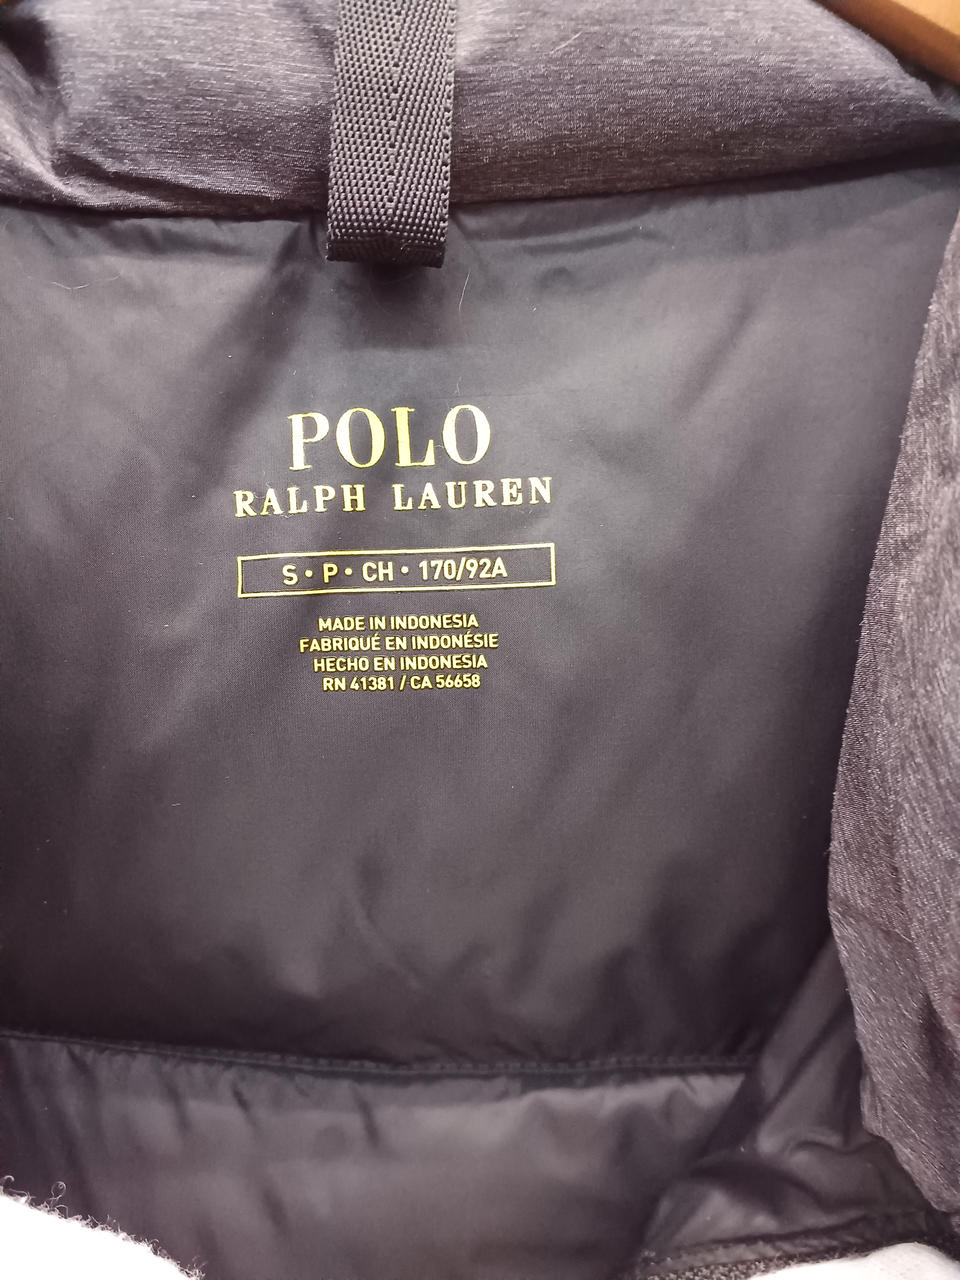 POLO
RALPH LAUREN
S • P • CH • 170/92A
MADE IN INDONESIA
FABRIQUÉ EN INDONÉSIE
HECHO EN INDONESIA
RN 41381 / CA 56658